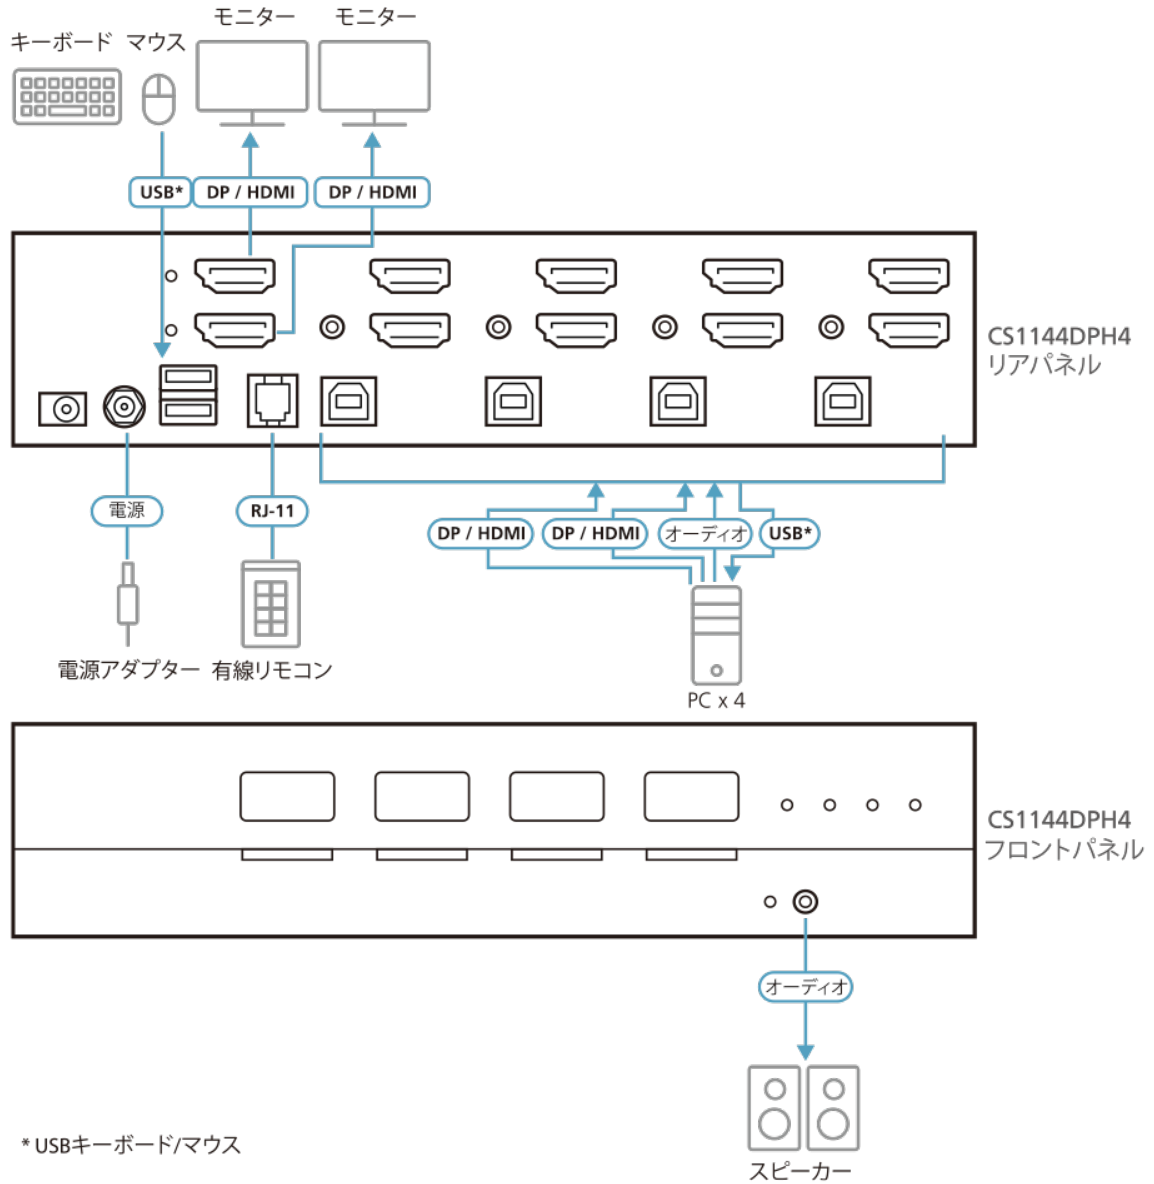 モニター モニター
キーボード マウス
USB* DP / HDMI DP / HDMI
CS1144DPH4
リアパネル
電源 RJ-11
DP / HDMI DP / HDMI オーディオ USB*
電源アダプター 有線リモコン
PC x 4
CS1144DPH4
フロントパネル
オーディオ
* USBキーボード/マウス
スピーカー